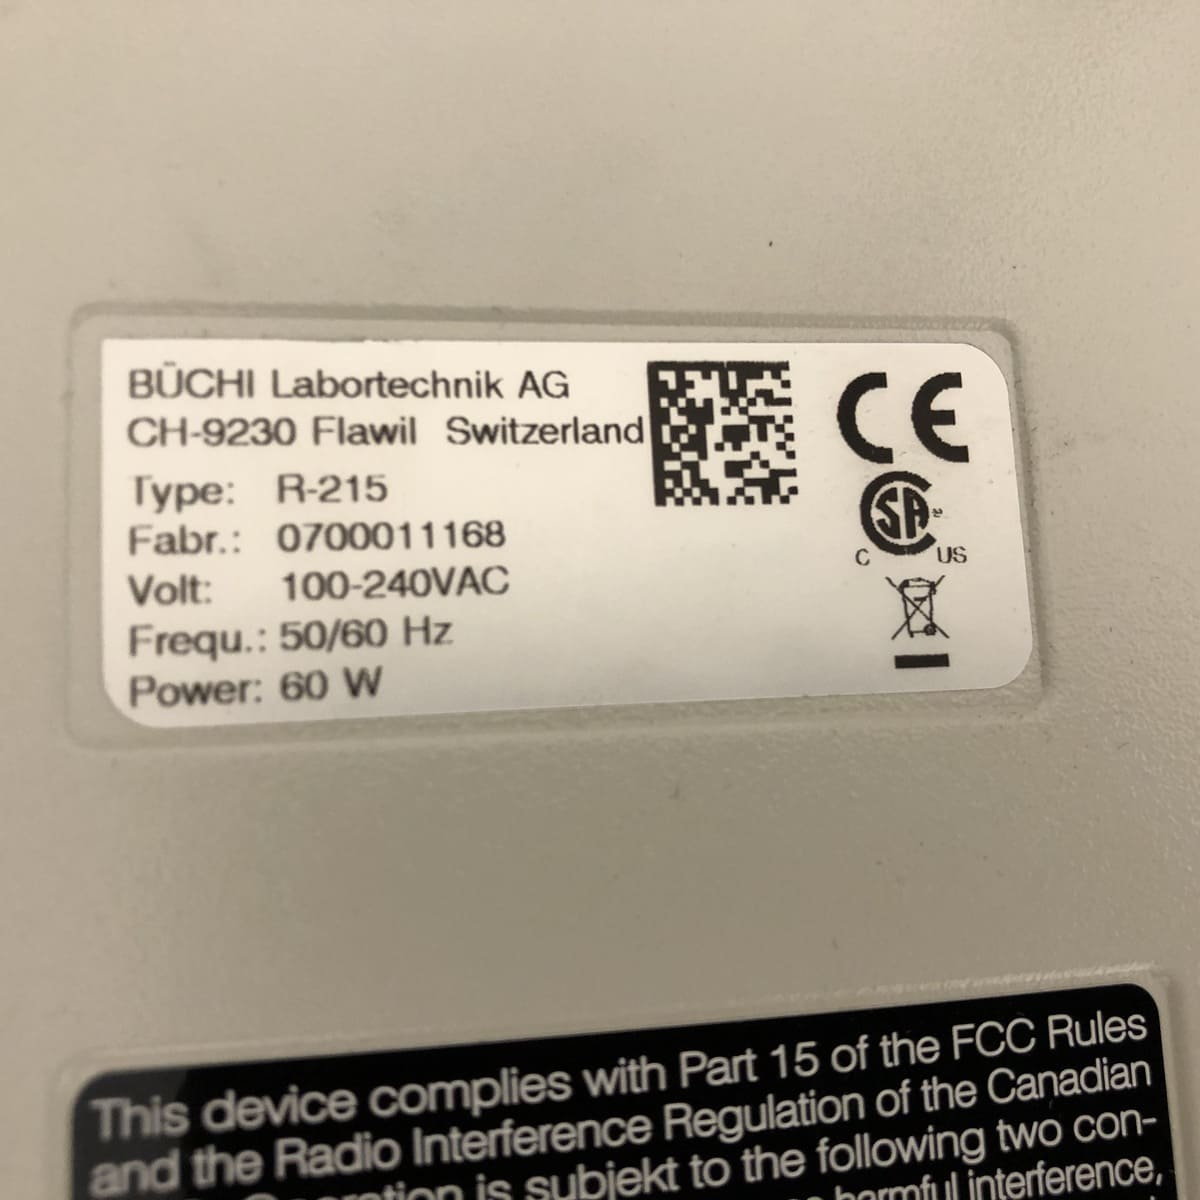 BÜCHI Labortechnik AG
CH-9230 Flawil Switzerland
Type: R-215
Fabr.: 0700011168
Volt: 100-240VAC
Frequ.: 50/60 Hz
Power: 60 W
CE
SA
C US
This device complies with Part 15 of the FCC Rules
and the Radio Interference Regulation of the Canadian
is subjekt to the following two con-
harmful interference,